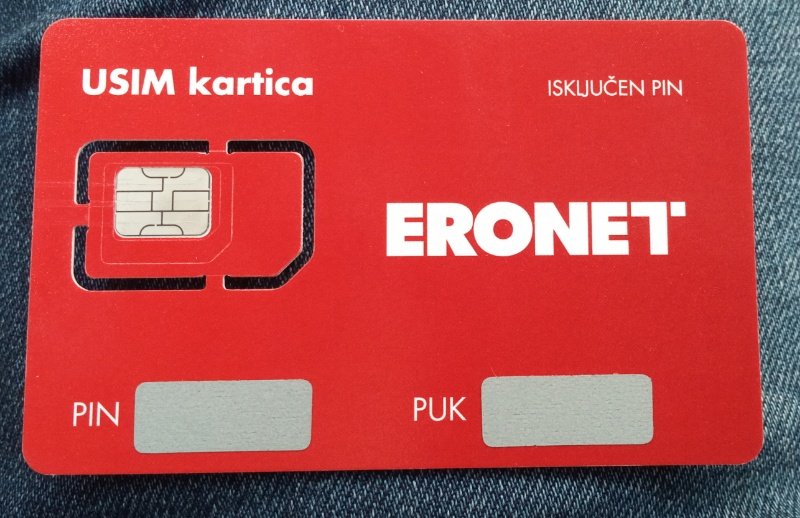 USIM kartica
ISKLJUČEN PIN
ERONET
PIN
PUK